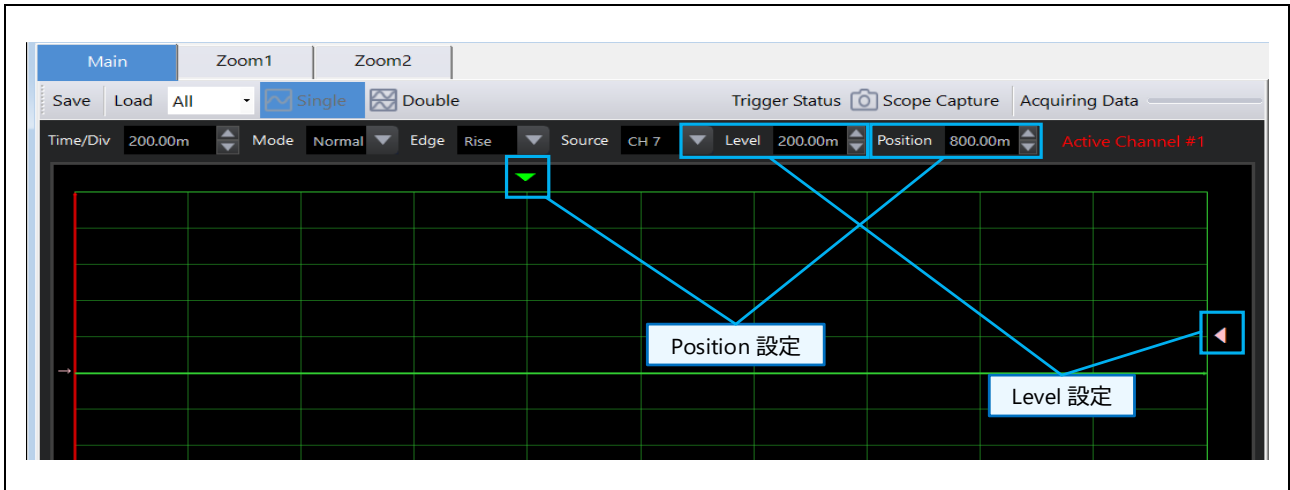 Main Zoom1 Zoom2
Save Load All Single Double Trigger Status Scope Capture Acquiring Data
Time/Div 200.00m Mode Normal Edge Rise Source CH 7 Level 200.00m Position 800.00m Active Channel #1
Position 設定
Level 設定